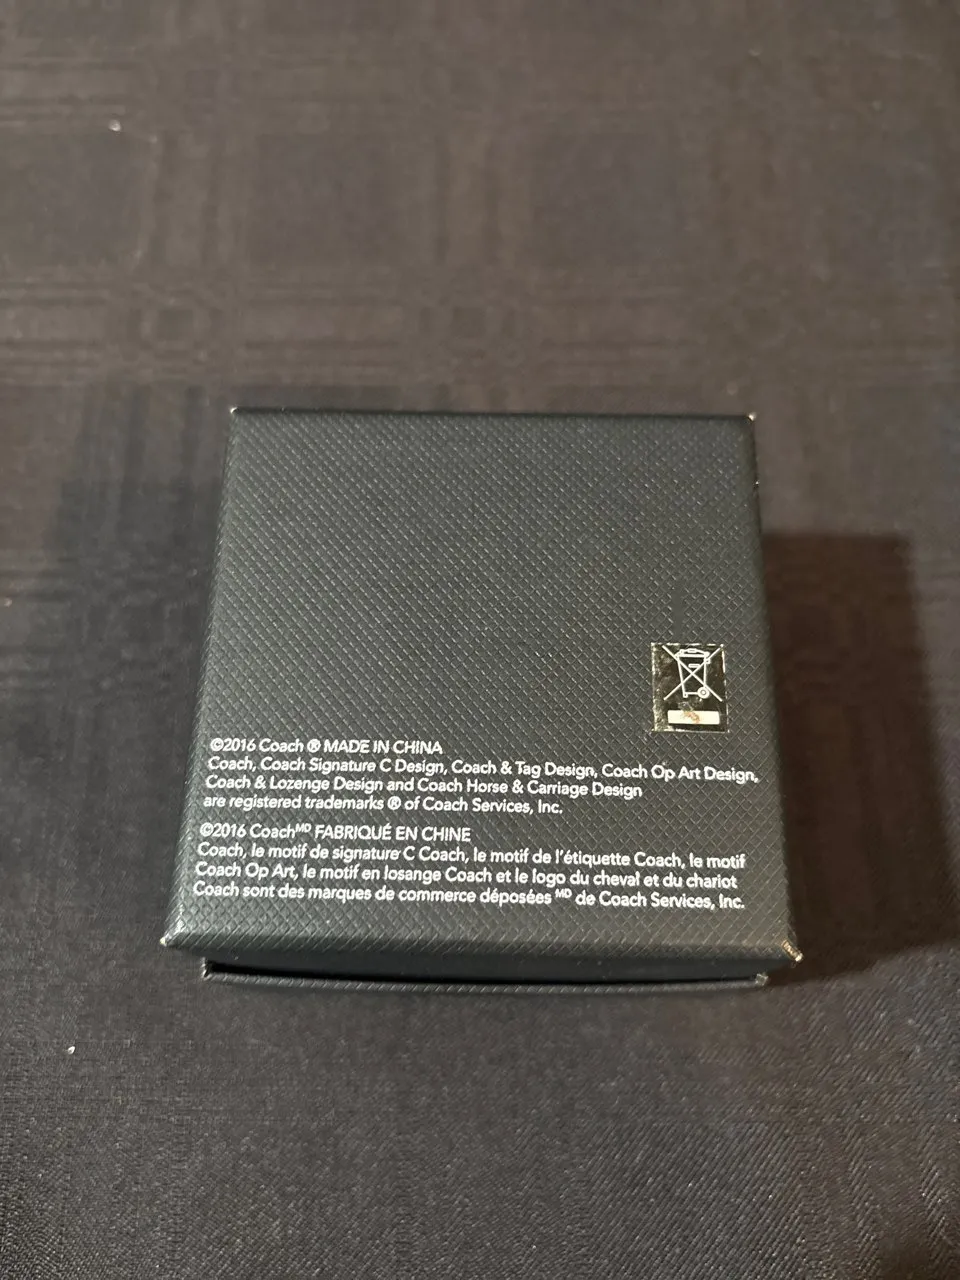 ©2016 Coach ® MADE IN CHINA
Coach, Coach Signature C Design, Coach & Tag Design, Coach Op Art Design,
Coach & Lozenge Design and Coach Horse & Carriage Design
are registered trademarks ® of Coach Services, Inc.
©2016 Coachᴹᴰ FABRIQUÉ EN CHINE
Coach, le motif de signature C Coach, le motif de l'étiquette Coach, le motif
Coach Op Art, le motif en losange Coach et le logo du cheval et du chariot
Coach sont des marques de commerce déposées ᴹᴰ de Coach Services, Inc.